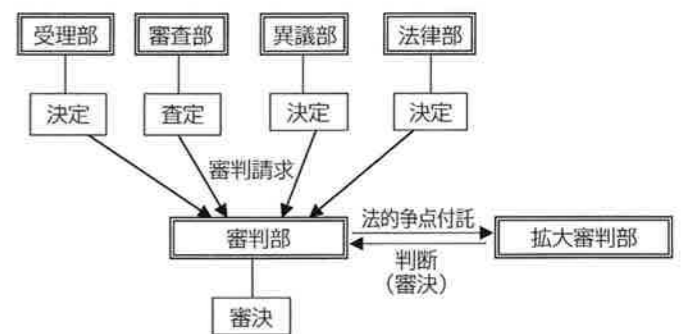 受理部
審査部
異議部
法律部
決定
査定
決定
決定
審判請求
審判部
法的争点付託
判断
（審決）
拡大審判部
審決